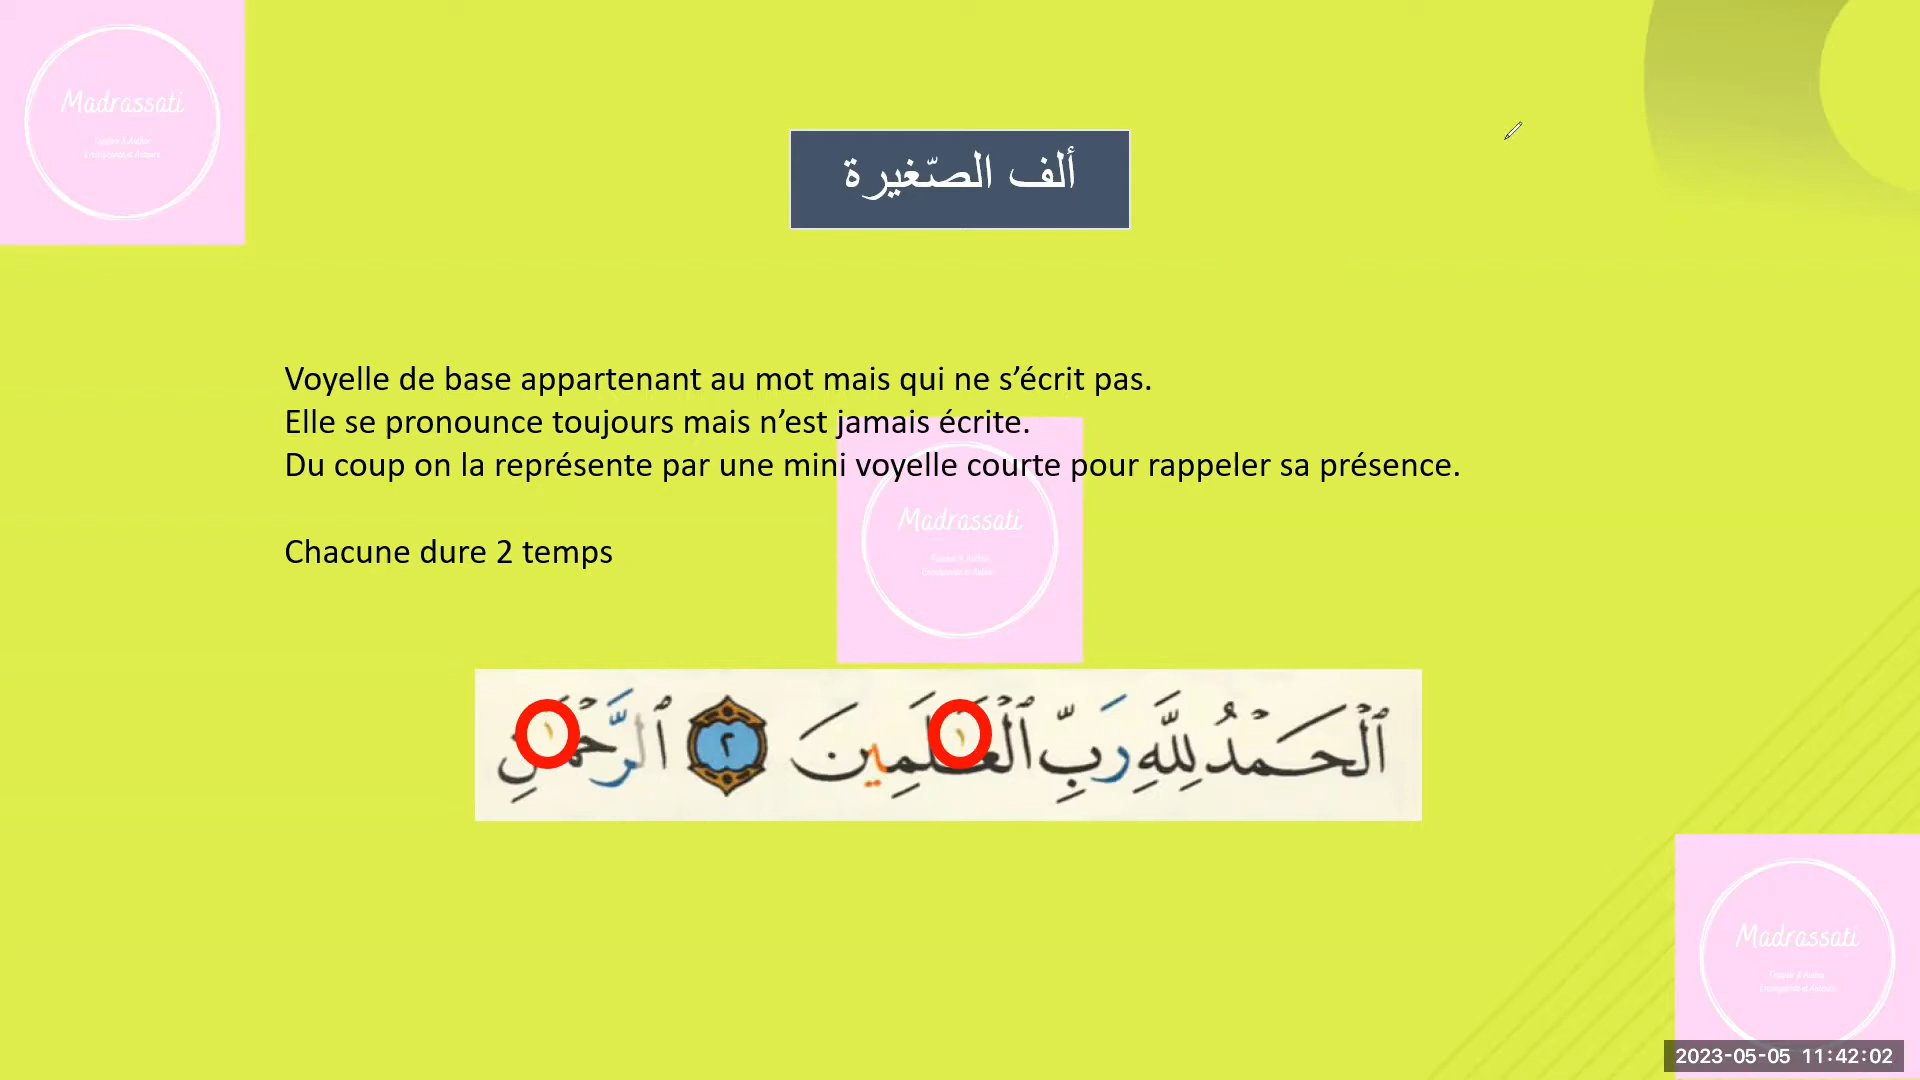 Madrassati
ألف الصّغيرة
Voyelle de base appartenant au mot mais qui ne s’écrit pas.
Elle se pronounce toujours mais n’est jamais écrite.
Du coup on la représente par une mini voyelle courte pour rappeler sa présence.
Madrassati
Chacune dure 2 temps
ٱلْحَمْدُ لِلَّهِ رَبِّ ٱلْعَٰلَمِينَ ٢ ٱلرَّحْمَٰنِ
Madrassati
2023-05-05 11:42:02